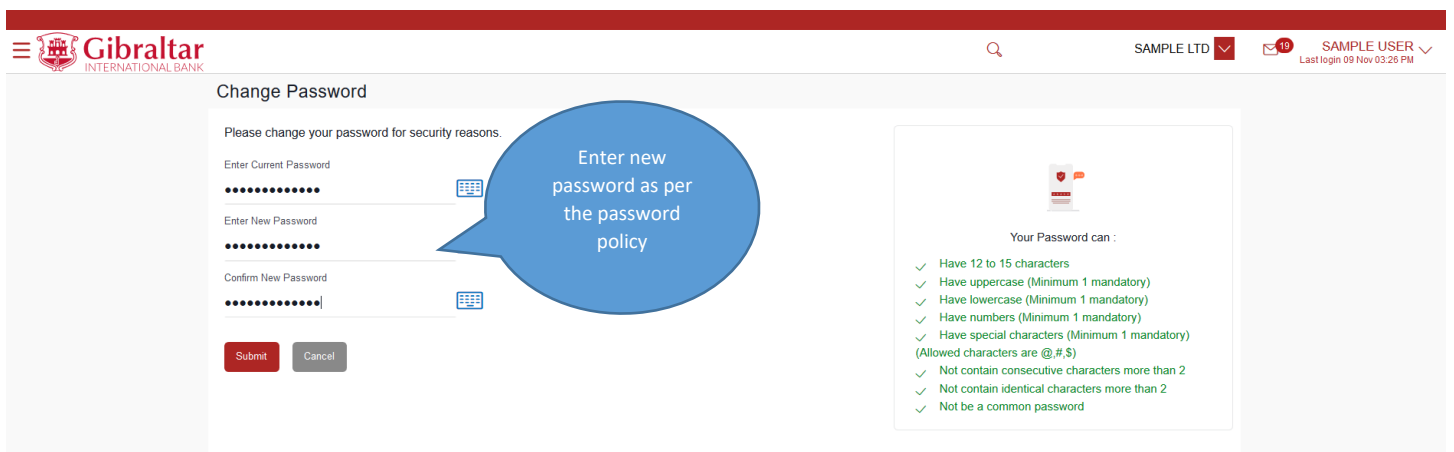 Gibraltar
INTERNATIONAL BANK
SAMPLE LTD
19
SAMPLE USER
Last login 09 Nov 03:26 PM
Change Password
Please change your password for security reasons.
Enter Current Password
●●●●●●●●●●●●●
Enter New Password
●●●●●●●●●●●●●
Confirm New Password
●●●●●●●●●●●●●
Submit
Cancel
Enter new
password as per
the password
policy
Your Password can :
Have 12 to 15 characters
Have uppercase (Minimum 1 mandatory)
Have lowercase (Minimum 1 mandatory)
Have numbers (Minimum 1 mandatory)
Have special characters (Minimum 1 mandatory)
(Allowed characters are @,#,$)
Not contain consecutive characters more than 2
Not contain identical characters more than 2
Not be a common password